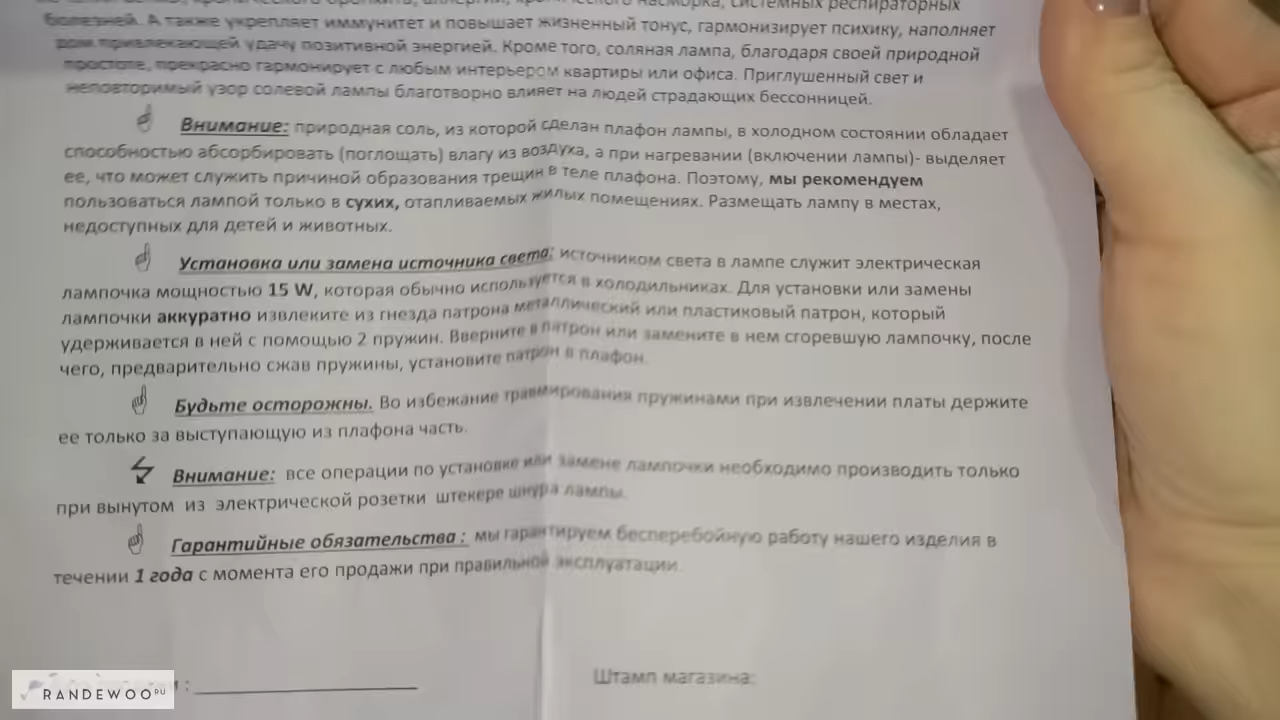 системных респираторных
болезней. А также укрепляет иммунитет и повышает жизненный тонус, гармонизирует психику, наполняет
дом привлекающей удачу позитивной энергией. Кроме того, соляная лампа, благодаря своей природной
простоте, прекрасно гармонирует с любым интерьером квартиры или офиса. Приглушенный свет и
неповторимый узор солевой лампы благотворно влияет на людей страдающих бессонницей.
Внимание: природная соль, из которой сделан плафон лампы, в холодном состоянии обладает
способностью абсорбировать (поглощать) влагу из воздуха, а при нагревании (включении лампы)- выделяет
ее, что может служить причиной образования трещин в теле плафона. Поэтому, мы рекомендуем
пользоваться лампой только в сухих, отапливаемых жилых помещениях. Размещать лампу в местах,
недоступных для детей и животных.
Установка или замена источника света: источником света в лампе служит электрическая
лампочка мощностью 15 W, которая обычно используется в холодильниках. Для установки или замены
лампочки аккуратно извлеките из гнезда патрона металлический или пластиковый патрон, который
удерживается в ней с помощью 2 пружин. Вверните в патрон или замените в нем сгоревшую лампочку, после
чего, предварительно сжав пружины, установите патрон в плафон.
Будьте осторожны. Во избежание травмирования пружинами при извлечении платы держите
ее только за выступающую из плафона часть.
Внимание: все операции по установке или замене лампочки необходимо производить только
при вынутом из электрической розетки штекере шнура лампы.
Гарантийные обязательства : мы гарантируем бесперебойную работу нашего изделия в
течении 1 года с момента его продажи при правильной эксплуатации.
Штамп магазина:
RANDEWOO RU